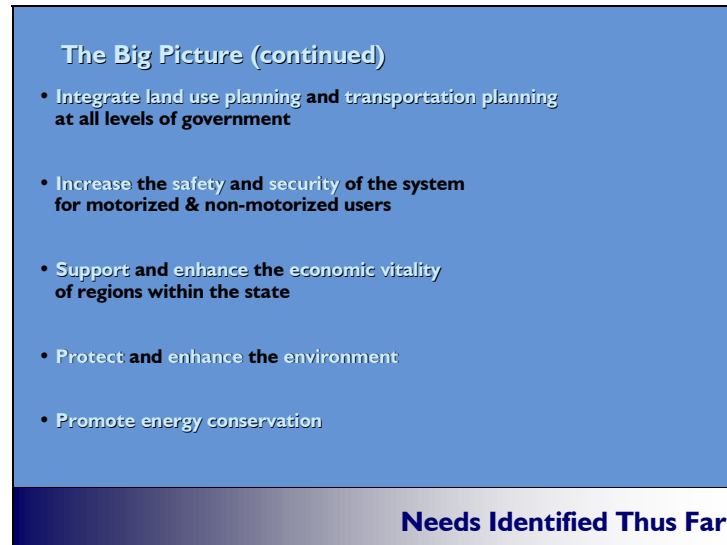 The Big Picture (continued)
• Integrate land use planning and transportation planning
at all levels of government
• Increase the safety and security of the system
for motorized & non-motorized users
• Support and enhance the economic vitality
of regions within the state
• Protect and enhance the environment
• Promote energy conservation
Needs Identified Thus Far